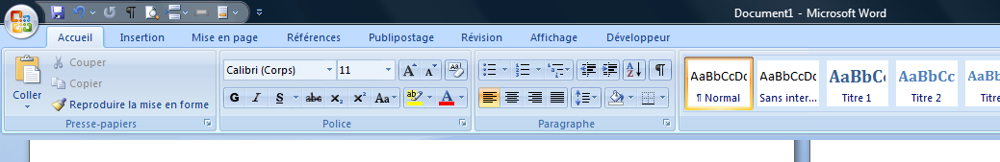 Document1 - Microsoft Word
Accueil Insertion Mise en page Références Publipostage Révision Affichage Développeur
Coller
Couper
Copier
Reproduire la mise en forme
Presse-papiers
Calibri (Corps) 11
G I S abc X₂ X² Aa
Police
Paragraphe
AaBbCcDc AaBbCcDc AaBbC AaBbCc AaBb
¶ Normal Sans inter... Titre 1 Titre 2 Titre